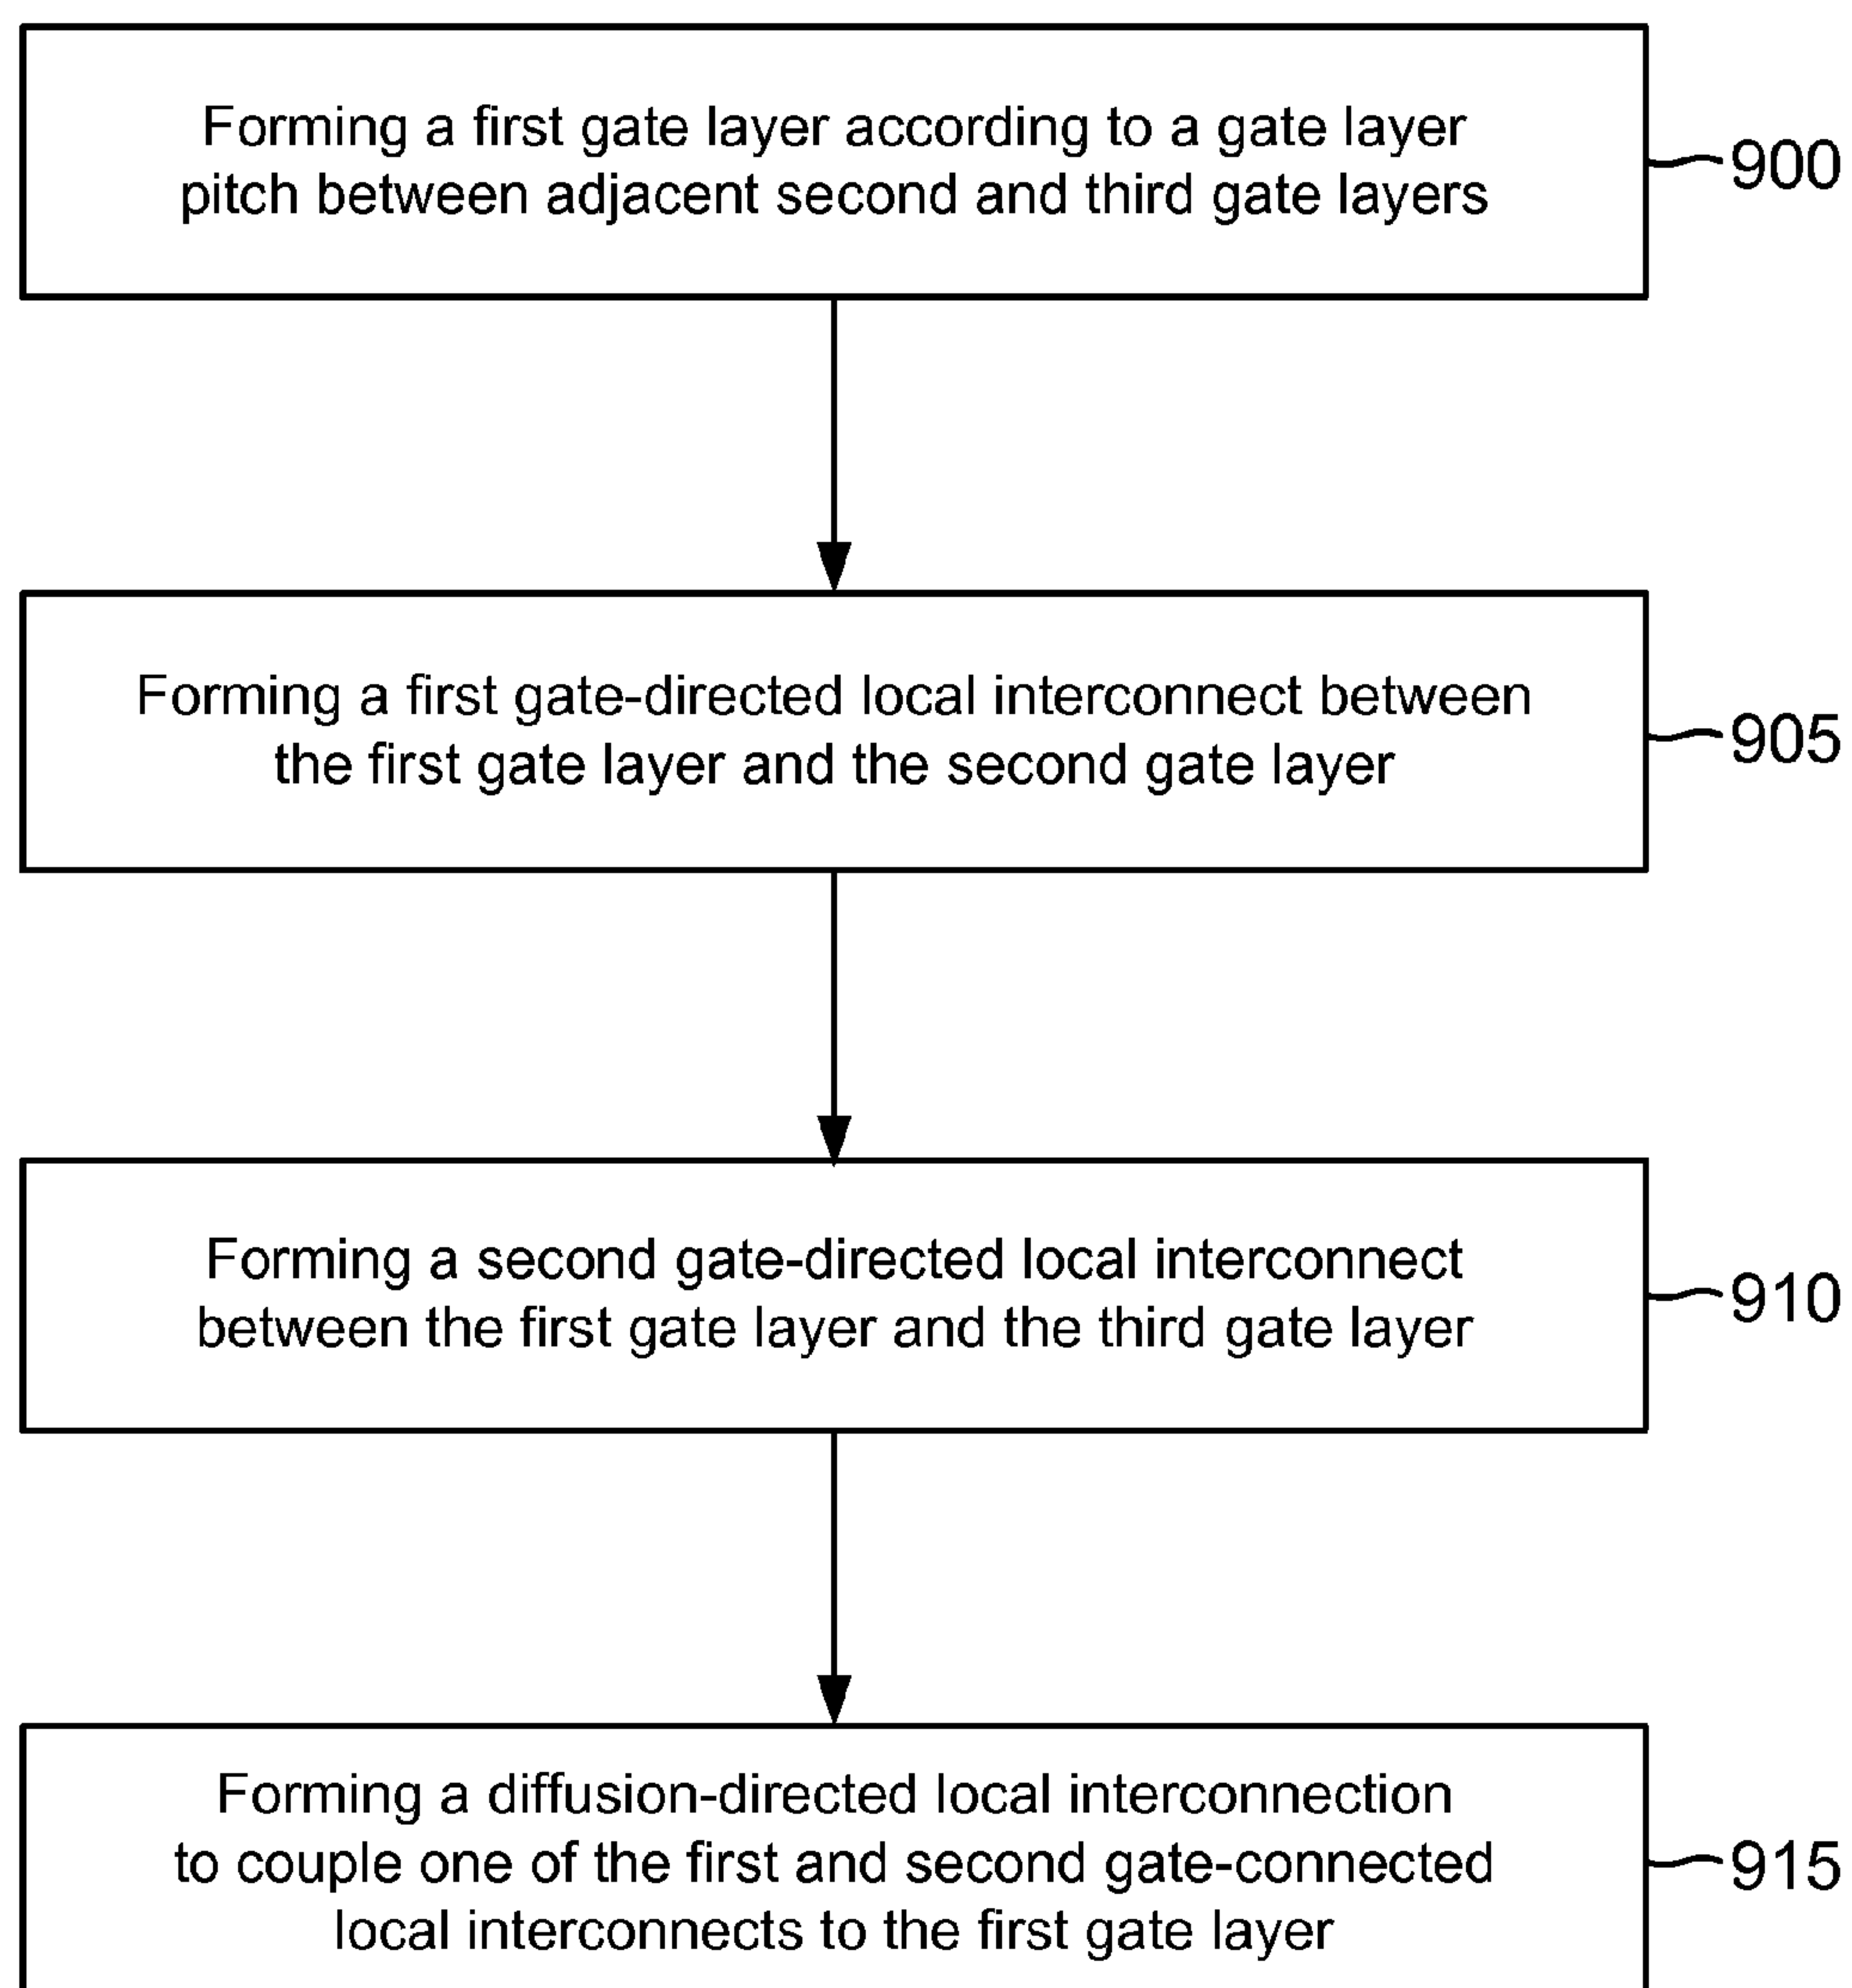 Forming a first gate layer according to a gate layer
pitch between adjacent second and third gate layers
900
Forming a first gate-directed local interconnect between
the first gate layer and the second gate layer
905
Forming a second gate-directed local interconnect
between the first gate layer and the third gate layer
910
Forming a diffusion-directed local interconnection
to couple one of the first and second gate-connected
local interconnects to the first gate layer
915